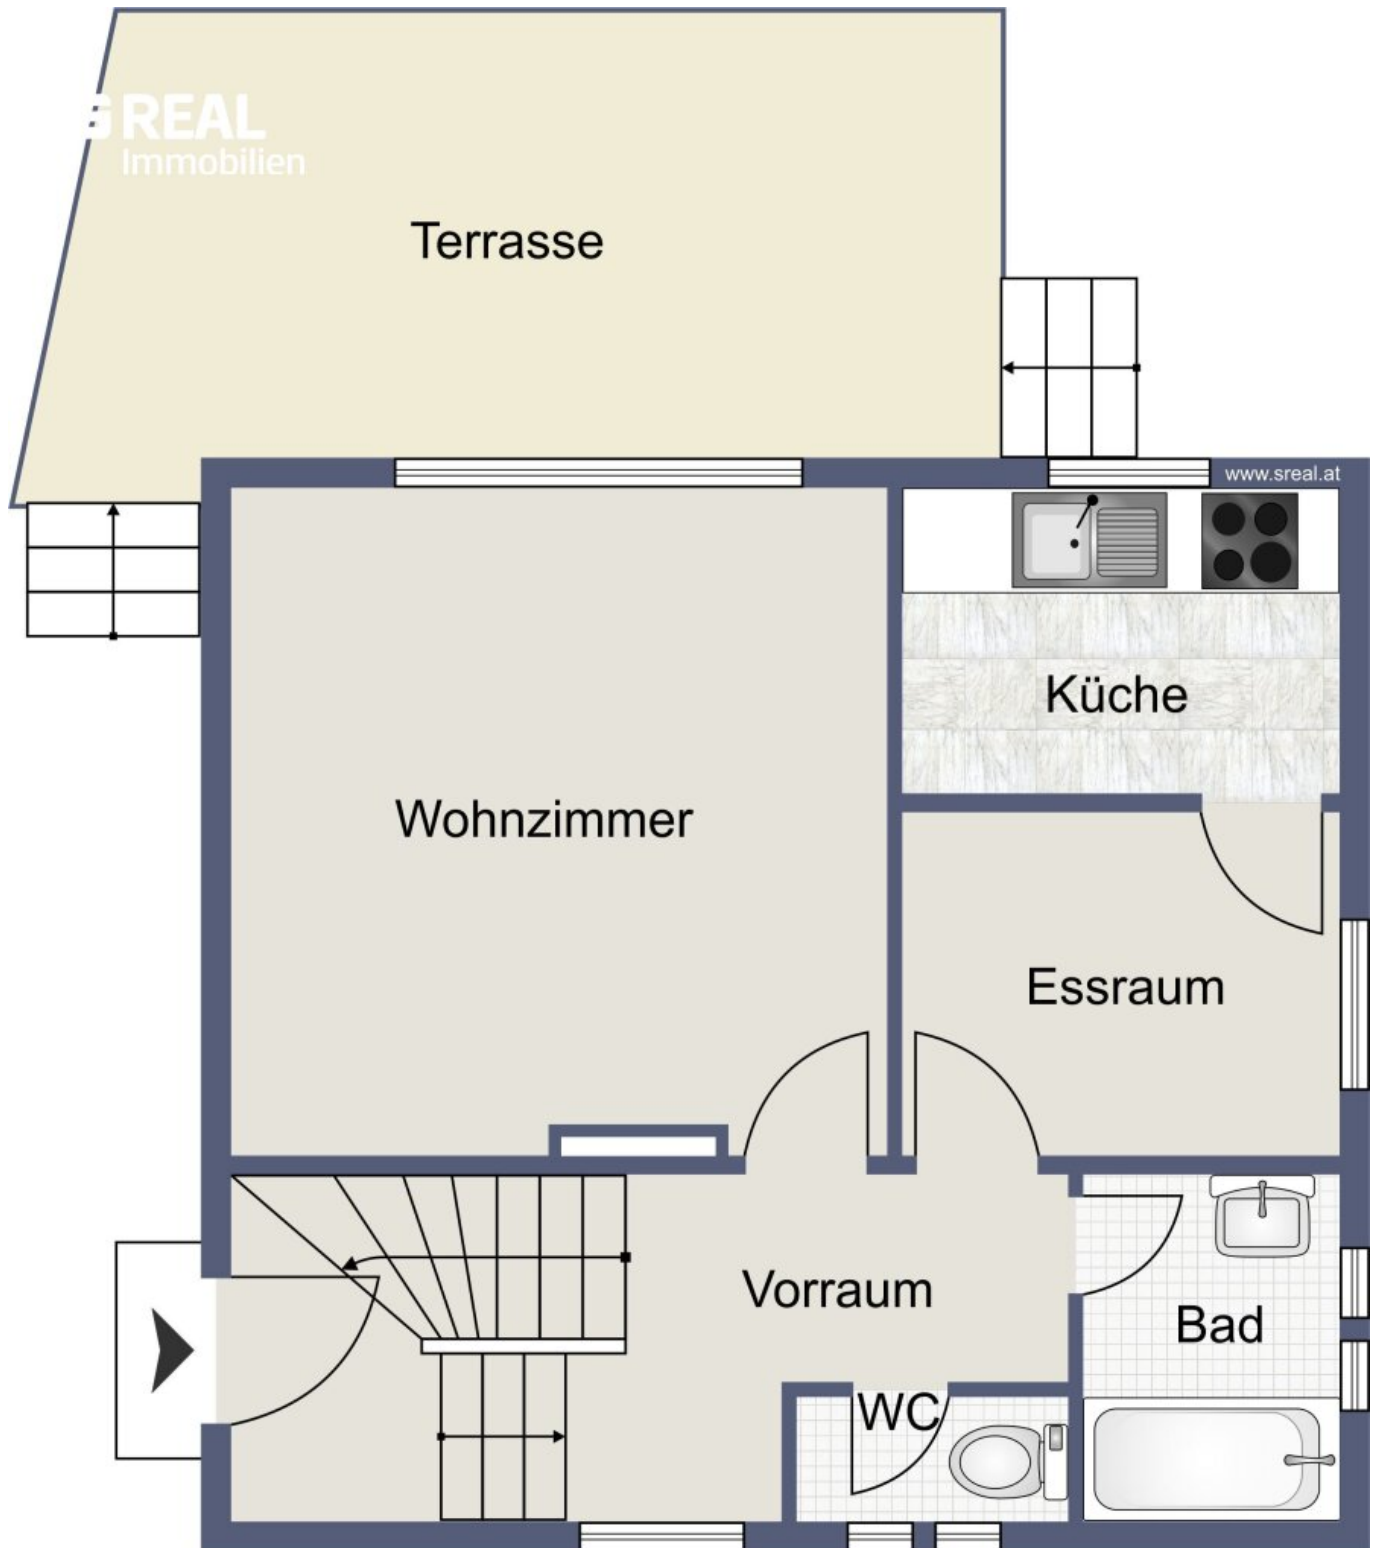 REAL
Immobilien
Terrasse
www.sreal.at
Küche
Wohnzimmer
Essraum
Vorraum
Bad
WC